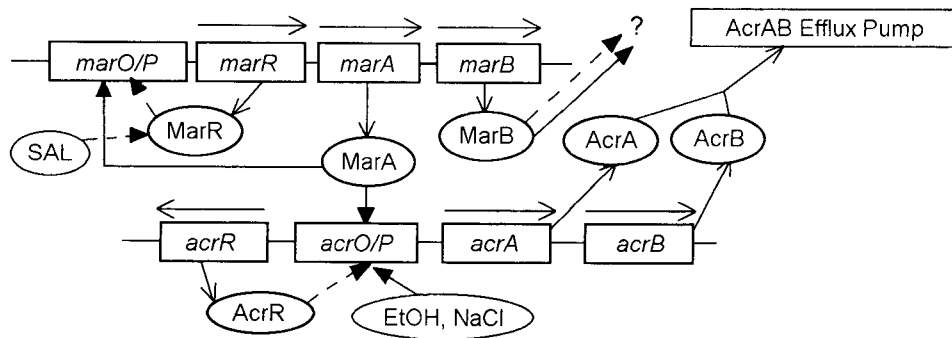 AcrAB Efflux Pump
?
marO/P marR marA marB
MarR MarB AcrA AcrB
SAL MarA
acrR acrO/P acrA acrB
AcrR EtOH, NaCl